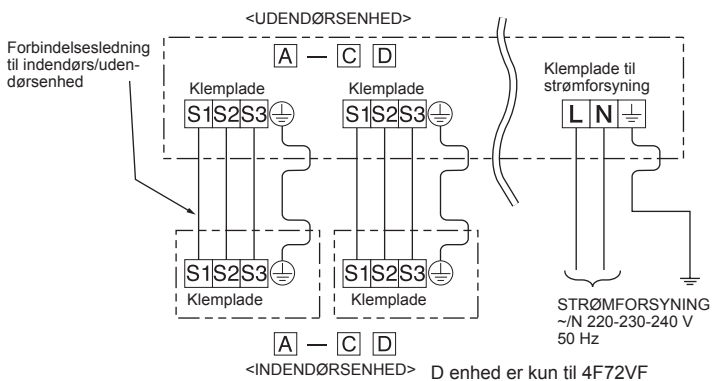 <UDENDØRSENHED>
Forbindelsesledning
til indendørs/uden-
dørsenhed
A — C D
Klemplade
S1 S2 S3
Klemplade
S1 S2 S3
Klemplade til
strømforsyning
L N
S1 S2 S3
Klemplade
S1 S2 S3
Klemplade
STRØMFORSYNING
~/N 220-230-240 V
50 Hz
A — C D
<INDENDØRSENHED>
D enhed er kun til 4F72VF